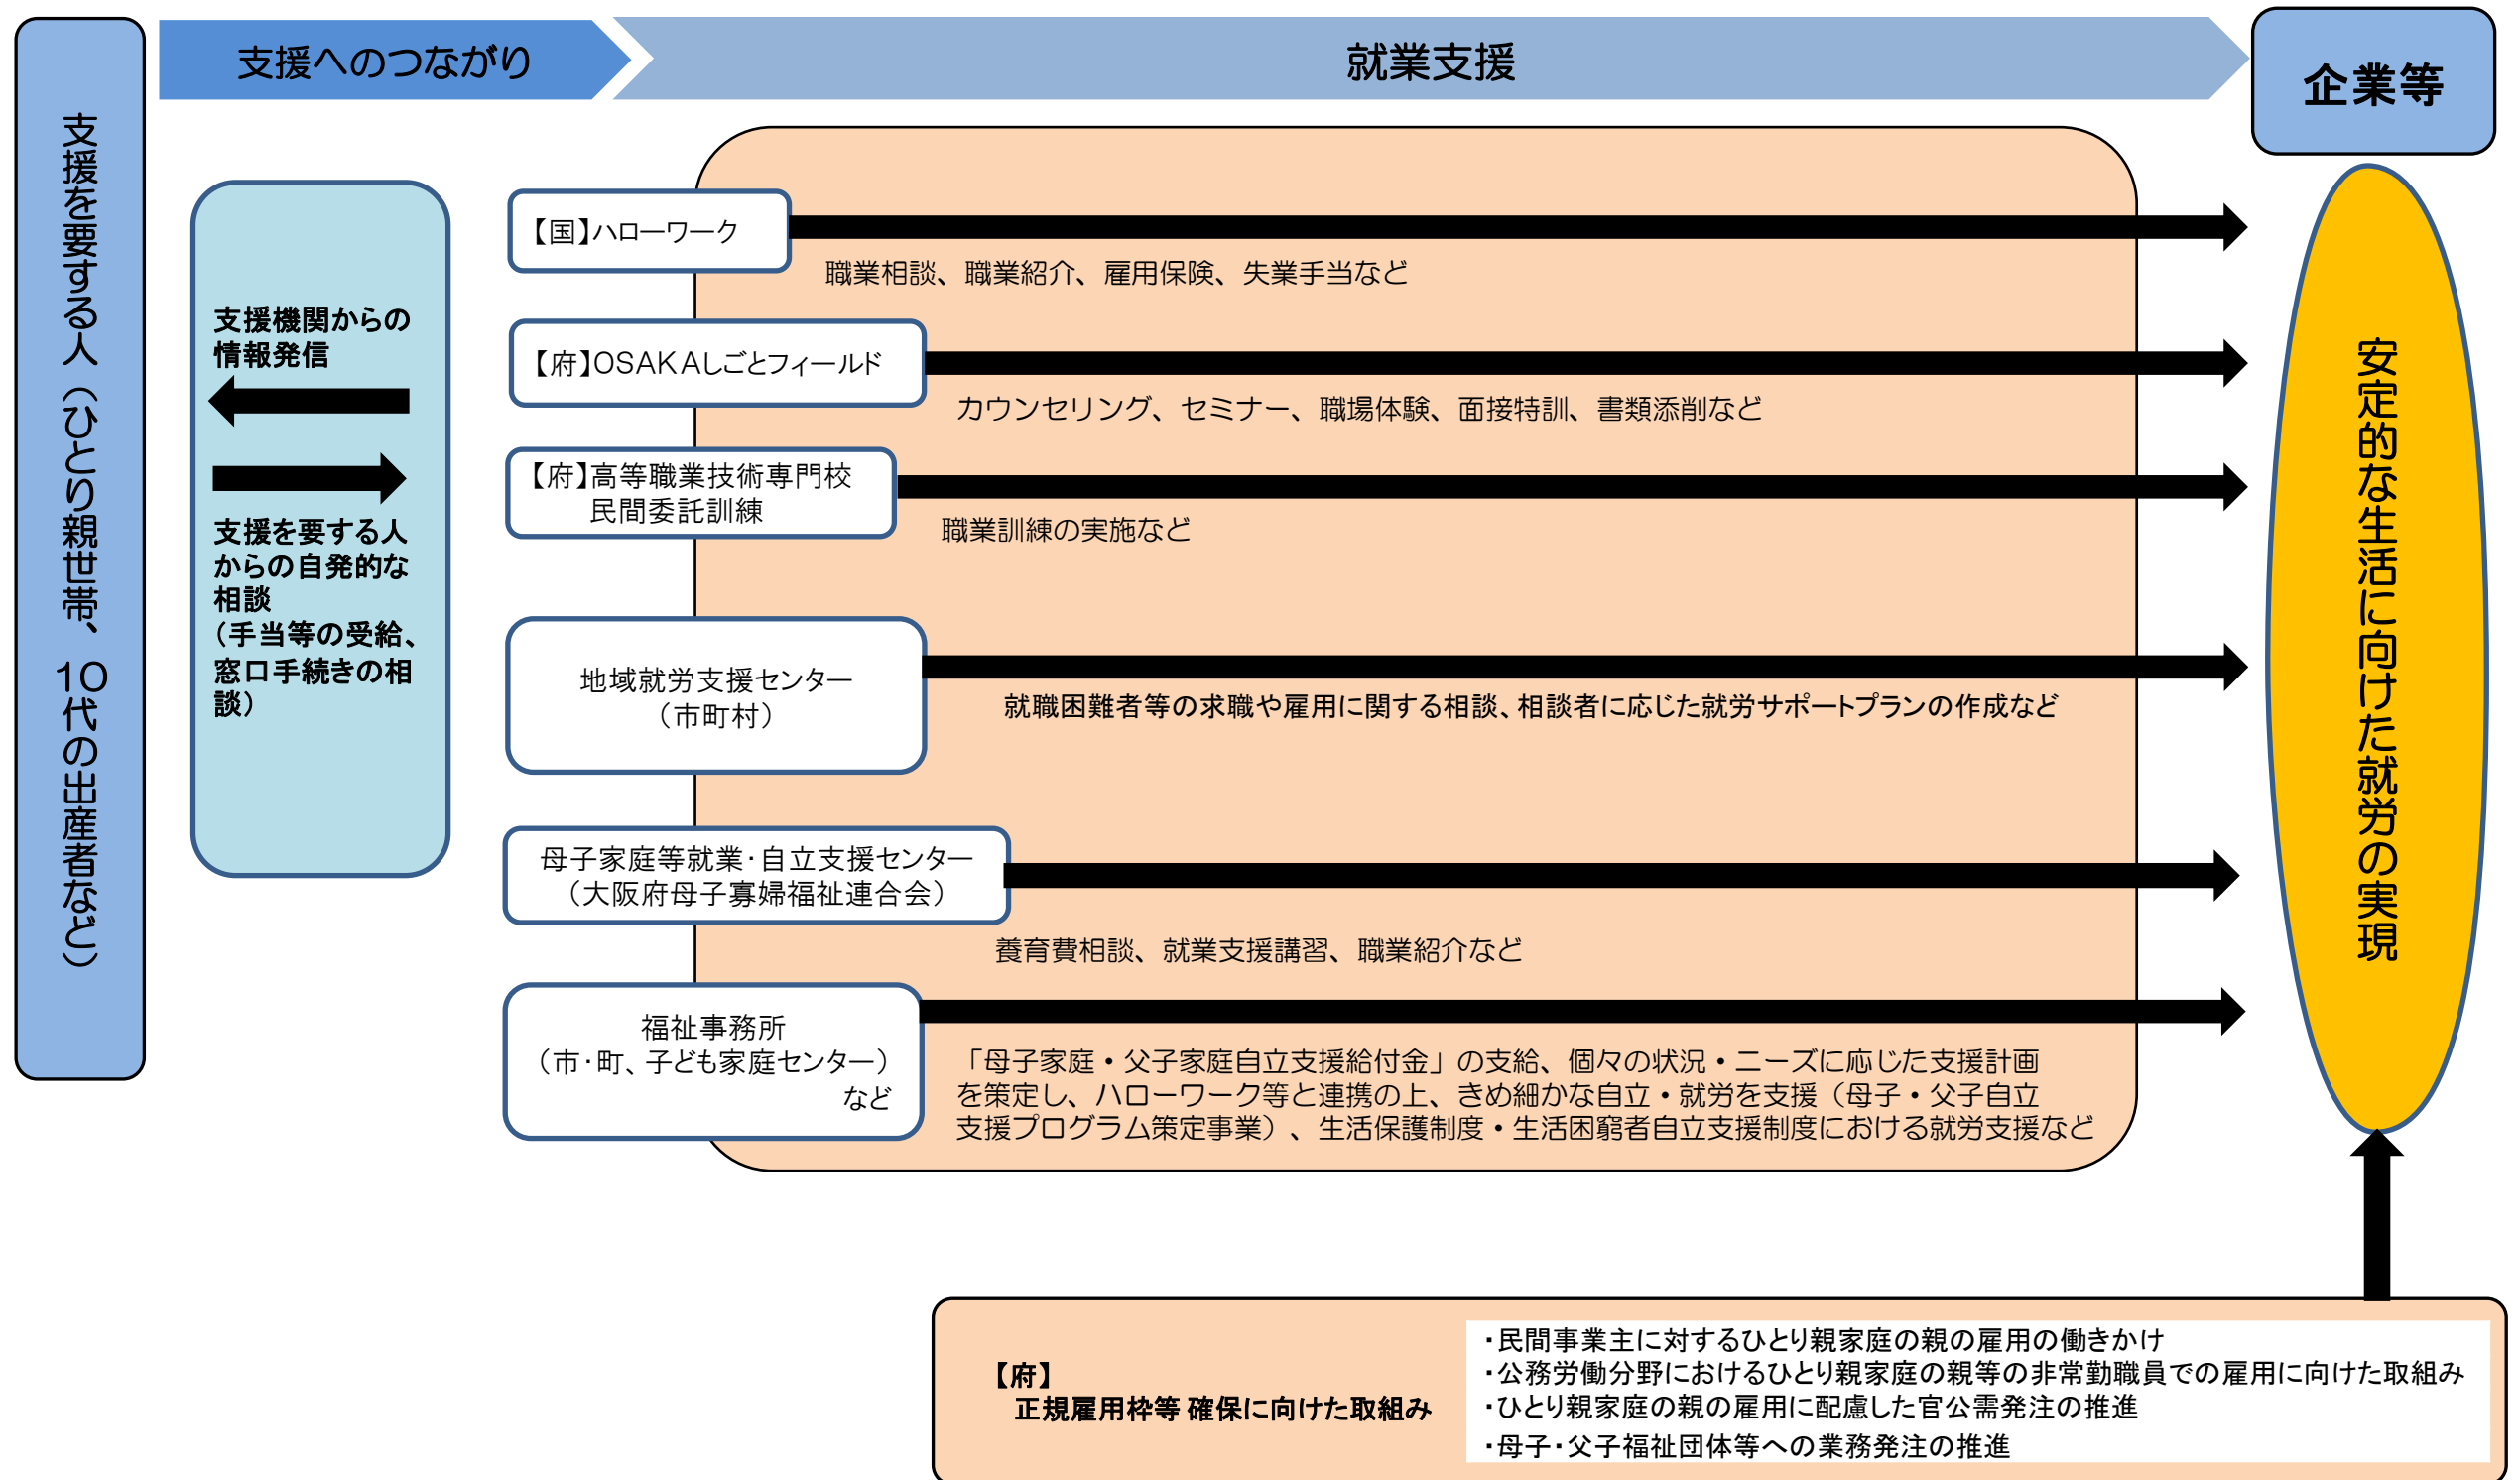 支援へのつながり
就業支援
企業等
支援を要する人（ひとり親世帯、10代の出産者など）
支援機関からの
情報発信
支援を要する人
からの自発的な
相談
（手当等の受給、
窓口手続きの相
談）
【国】ハローワーク
職業相談、職業紹介、雇用保険、失業手当など
【府】OSAKAしごとフィールド
カウンセリング、セミナー、職場体験、面接特訓、書類添削など
【府】高等職業技術専門校
民間委託訓練
職業訓練の実施など
地域就労支援センター
（市町村）
就職困難者等の求職や雇用に関する相談、相談者に応じた就労サポートプランの作成など
母子家庭等就業・自立支援センター
（大阪府母子寡婦福祉連合会）
養育費相談、就業支援講習、職業紹介など
福祉事務所
（市・町、子ども家庭センター）
など
「母子家庭・父子家庭自立支援給付金」の支給、個々の状況・ニーズに応じた支援計画
を策定し、ハローワーク等と連携の上、きめ細かな自立・就労を支援（母子・父子自立
支援プログラム策定事業）、生活保護制度・生活困窮者自立支援制度における就労支援など
安定的な生活に向けた就労の実現
【府】
正規雇用枠等 確保に向けた取組み
・民間事業主に対するひとり親家庭の親の雇用の働きかけ
・公務労働分野におけるひとり親家庭の親等の非常勤職員での雇用に向けた取組み
・ひとり親家庭の親の雇用に配慮した官公需発注の推進
・母子・父子福祉団体等への業務発注の推進